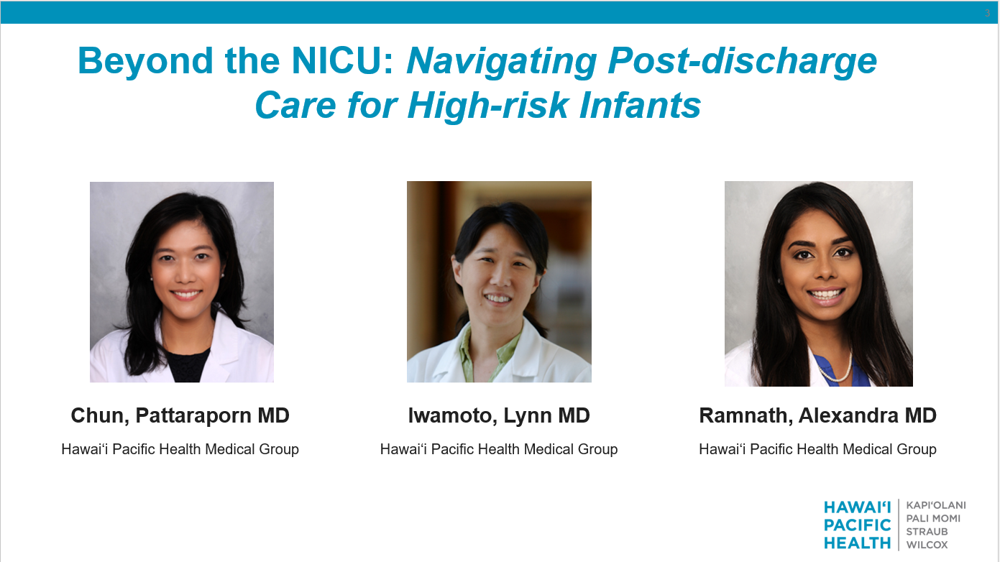 3
Beyond the NICU: Navigating Post-discharge
Care for High-risk Infants
Chun, Pattaraporn MD
Iwamoto, Lynn MD
Ramnath, Alexandra MD
Hawaiʻi Pacific Health Medical Group
Hawaiʻi Pacific Health Medical Group
Hawaiʻi Pacific Health Medical Group
HAWAIʻI
PACIFIC
HEALTH
KAPIʻOLANI
PALI MOMI
STRAUB
WILCOX